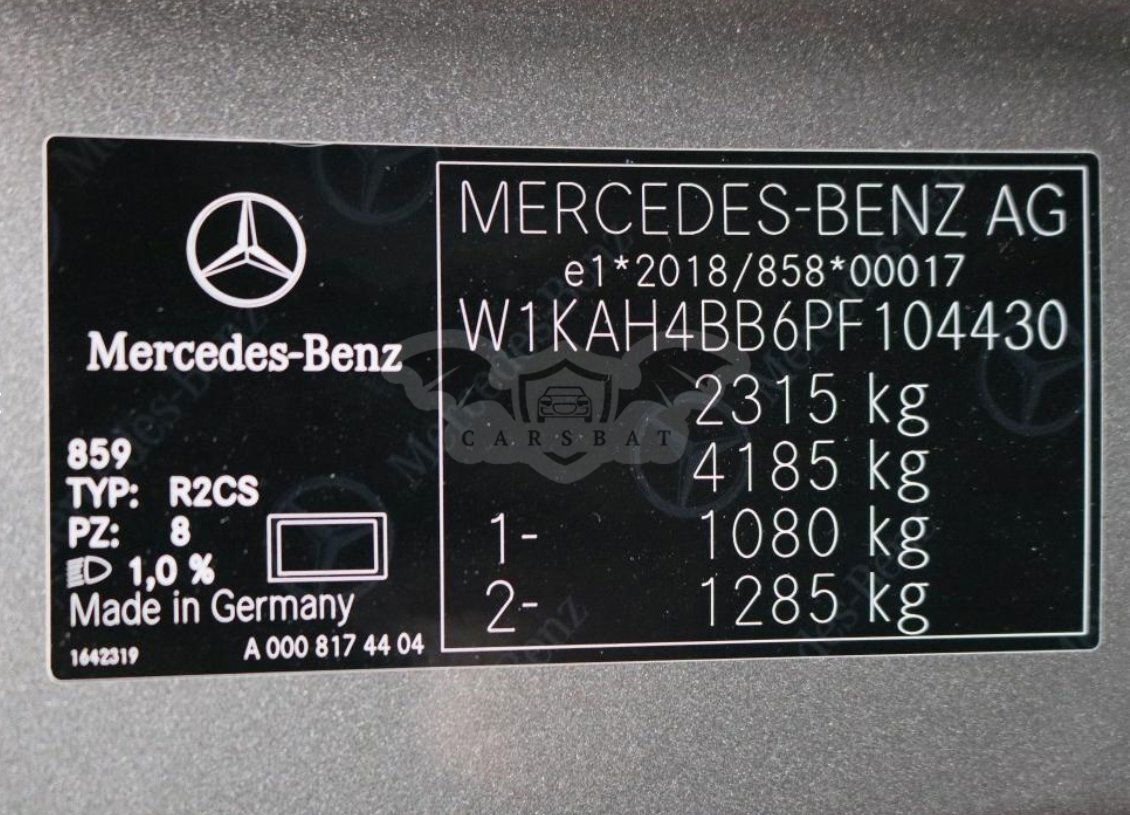 Mercedes-Benz
859
TYP: R2CS
PZ: 8
1,0 %
Made in Germany
1642319
A 000 817 44 04
MERCEDES-BENZ AG
e1*2018/858*00017
W1KAH4BB6PF104430
2315 kg
4185 kg
1- 1080 kg
2- 1285 kg
CARSBAT